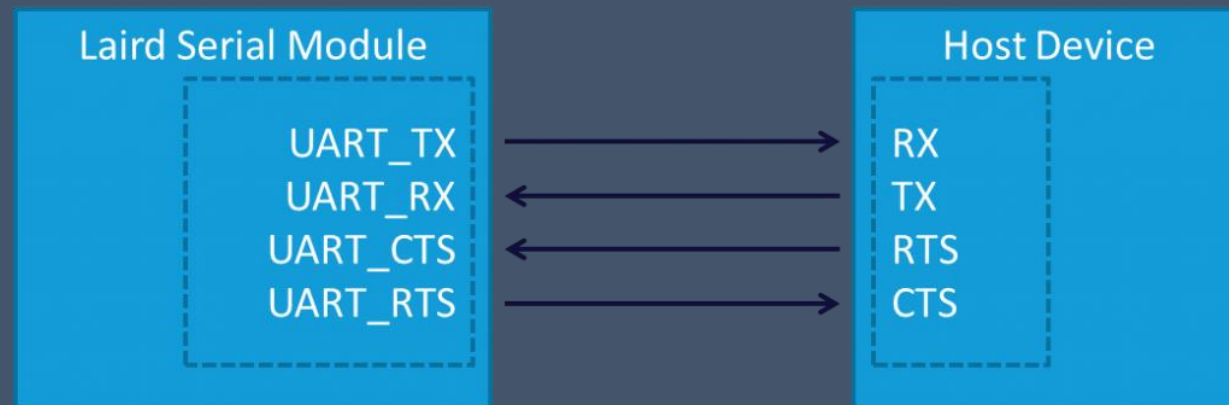 Laird Serial Module
UART_TX
UART_RX
UART_CTS
UART_RTS
Host Device
RX
TX
RTS
CTS